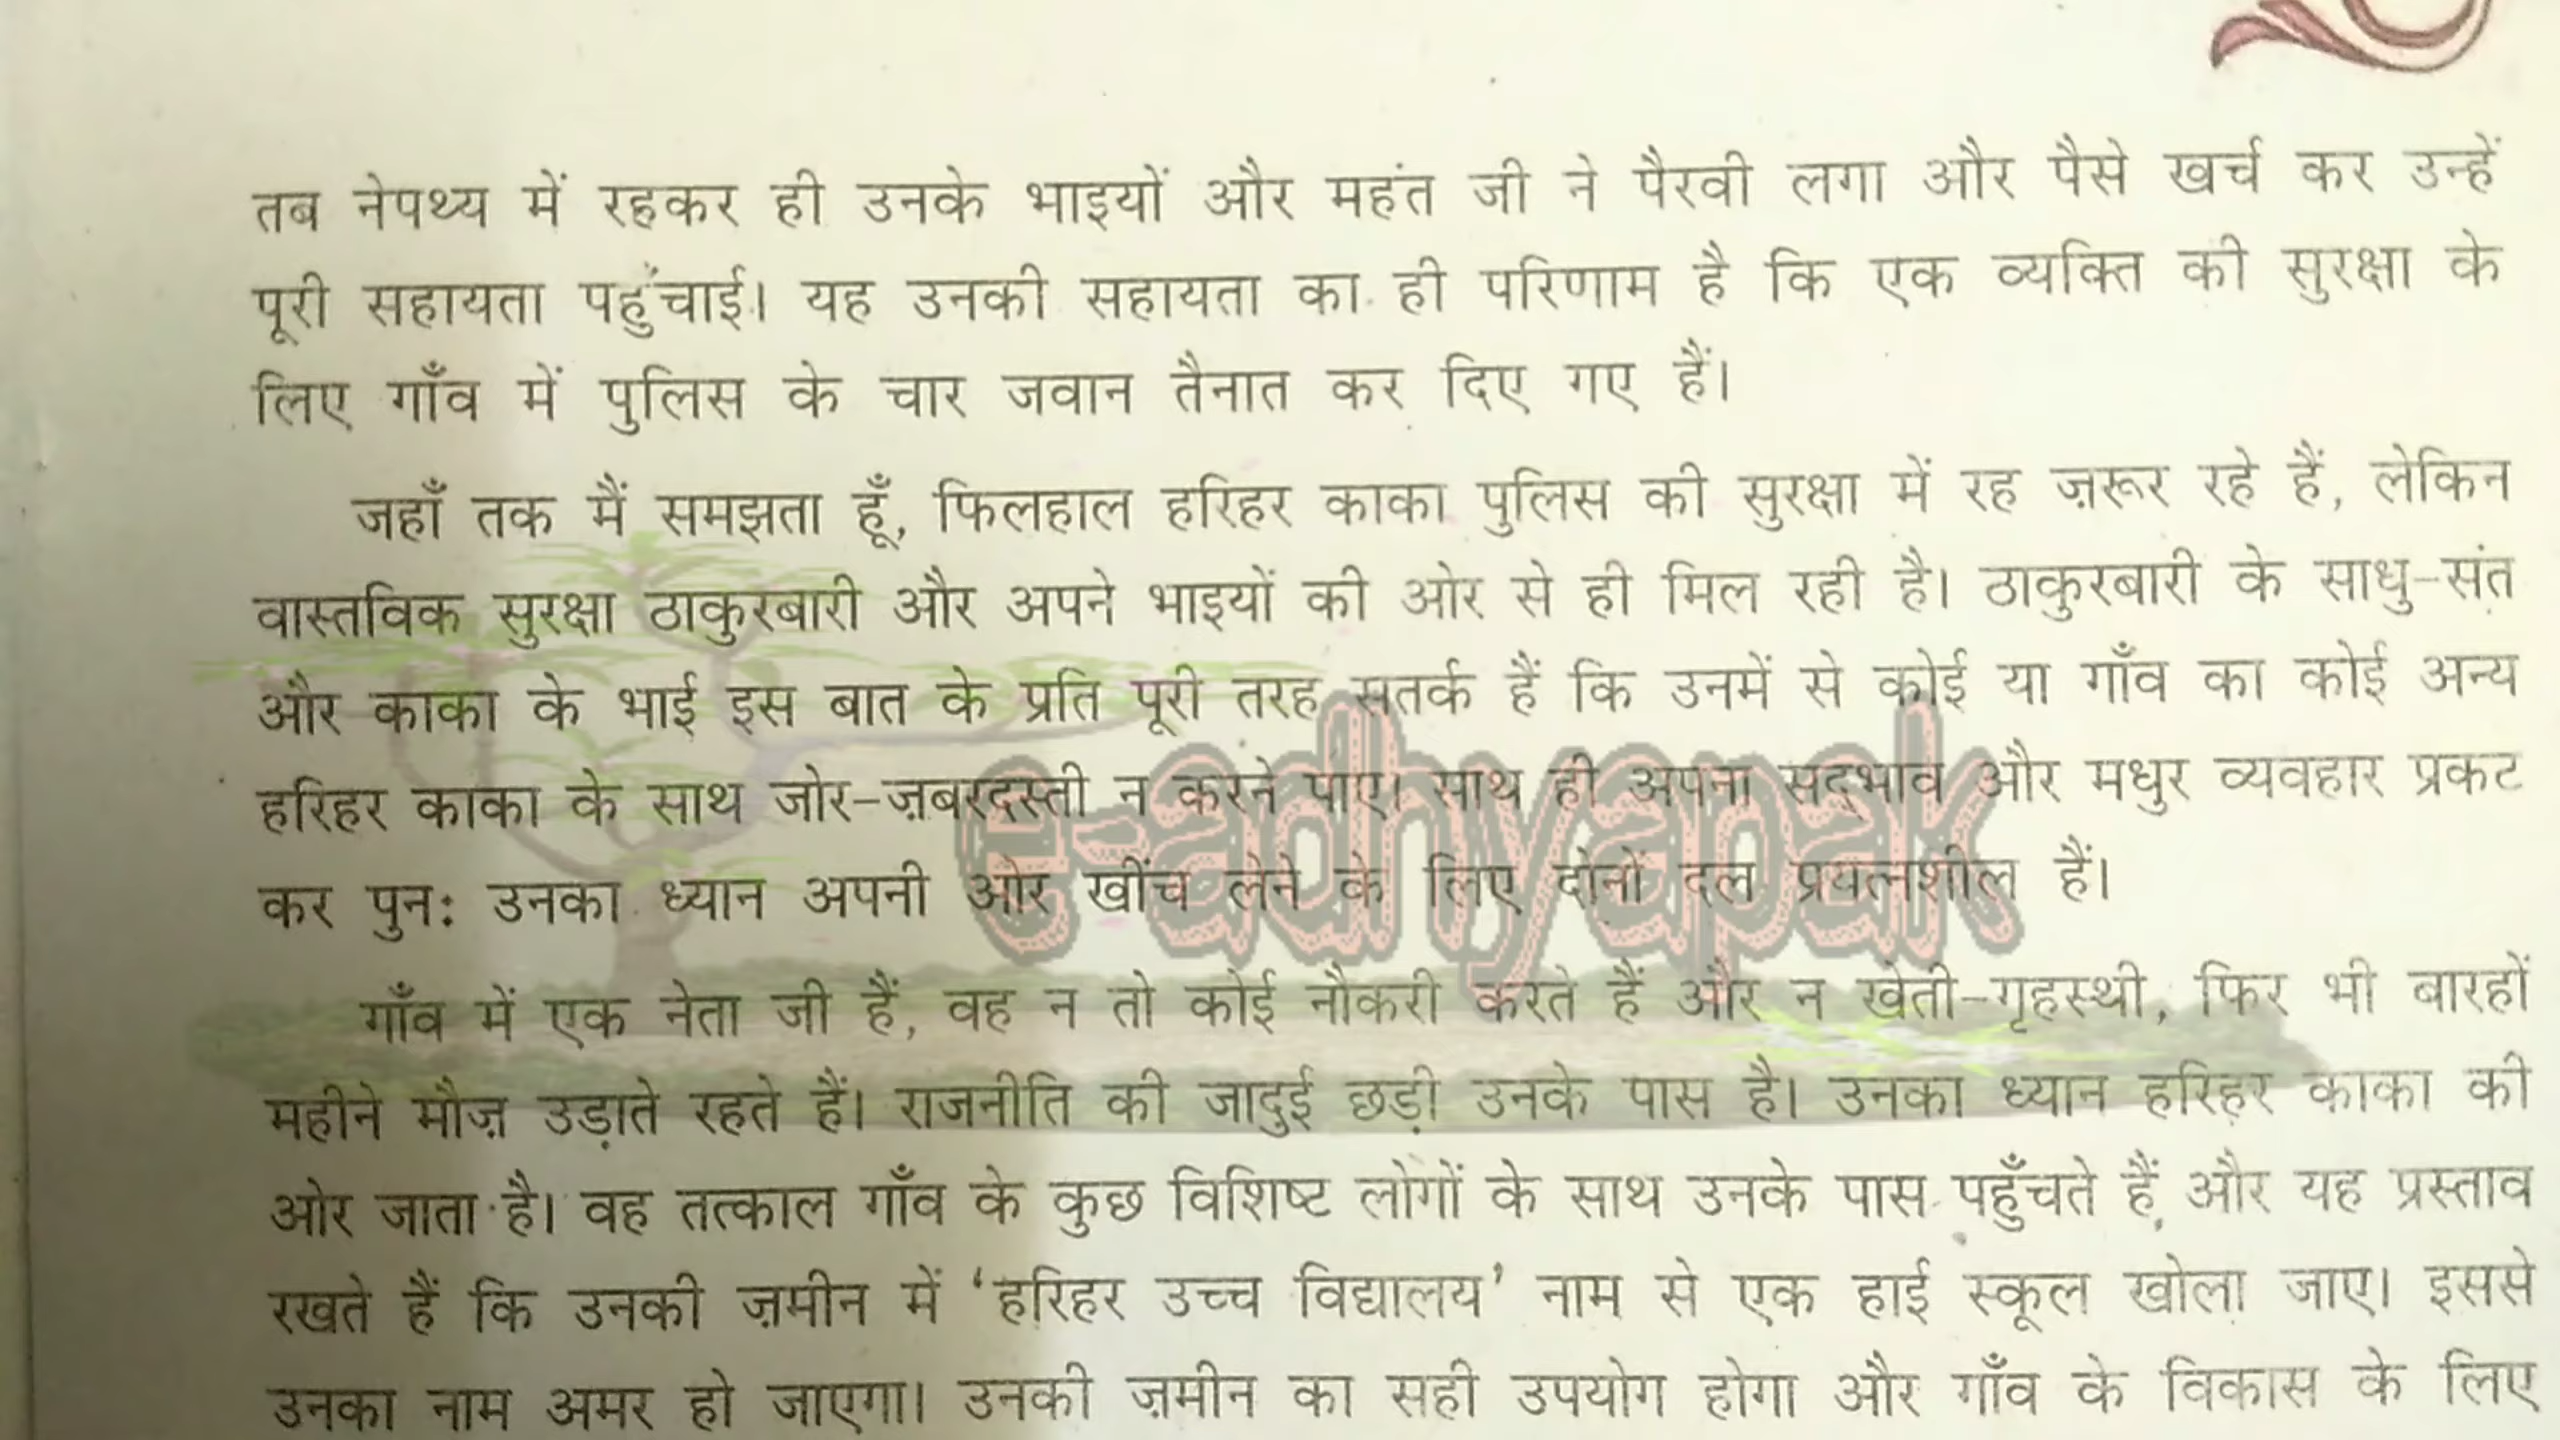 तब नेपथ्य में रहकर ही उनके भाइयों और महंत जी ने पैरवी लगा और पैसे खर्च कर उन्हें
पूरी सहायता पहुँचाई। यह उनकी सहायता का ही परिणाम है कि एक व्यक्ति की सुरक्षा के
लिए गाँव में पुलिस के चार जवान तैनात कर दिए गए हैं।
जहाँ तक मैं समझता हूँ, फिलहाल हरिहर काका पुलिस की सुरक्षा में रह ज़रूर रहे हैं, लेकिन
वास्तविक सुरक्षा ठाकुरबारी और अपने भाइयों की ओर से ही मिल रही है। ठाकुरबारी के साधु-संत
और काका के भाई इस बात के प्रति पूरी तरह सतर्क हैं कि उनमें से कोई या गाँव का कोई अन्य
हरिहर काका के साथ जोर-ज़बरदस्ती न करने पाए। साथ ही अपना सद्भाव और मधुर व्यवहार प्रकट
कर पुनः उनका ध्यान अपनी ओर खींच लेने के लिए दोनों दल प्रयत्नशील हैं।
e-adhyapak
गाँव में एक नेता जी हैं, वह न तो कोई नौकरी करते हैं और न खेती-गृहस्थी, फिर भी बारहों
महीने मौज़ उड़ाते रहते हैं। राजनीति की जादुई छड़ी उनके पास है। उनका ध्यान हरिहर काका की
ओर जाता है। वह तत्काल गाँव के कुछ विशिष्ट लोगों के साथ उनके पास पहुँचते हैं और यह प्रस्ताव
रखते हैं कि उनकी ज़मीन में ‘हरिहर उच्च विद्यालय’ नाम से एक हाई स्कूल खोला जाए। इससे
उनका नाम अमर हो जाएगा। उनकी ज़मीन का सही उपयोग होगा और गाँव के विकास के लिए